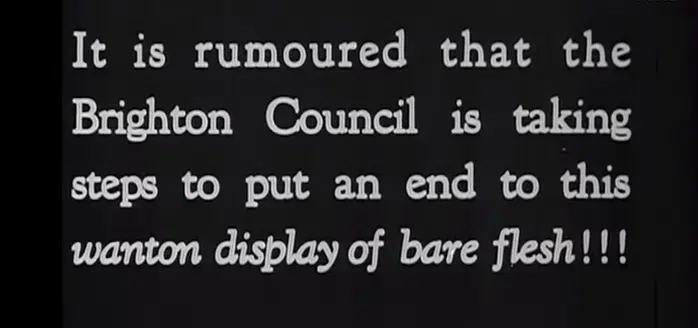 It is rumoured that the
Brighton Council is taking
steps to put an end to this
wanton display of bare flesh!!!